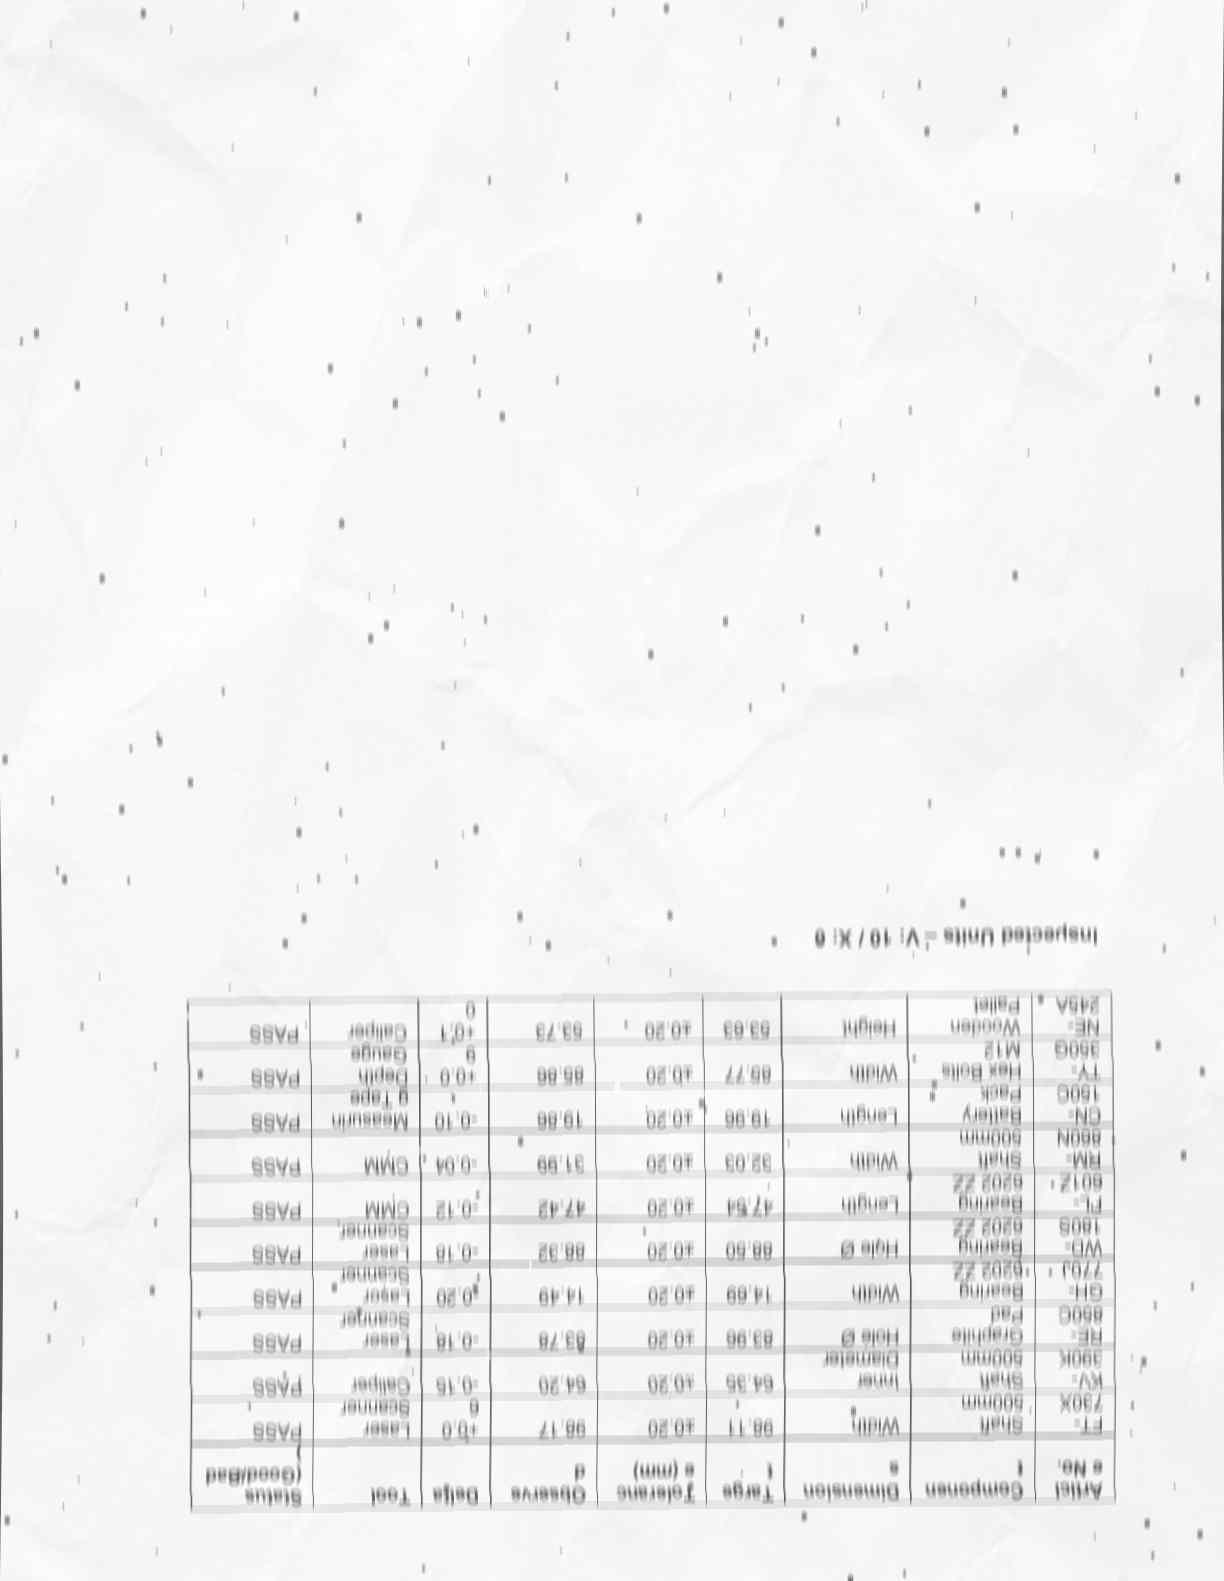 Articl Componen Dimension Targe Toleranc Observe Delta Tool Status
e No. t s t e (mm) d (Good/Bad
)
FT- Shaft Width 98.11 ±0.20 98.17 +0.0 Laser PASS
730X 500mm 6 Scanner
KV- Shaft Inner 64.35 ±0.20 64.20 -0.15 Caliper PASS
390K 500mm Diameter
RE- Graphite Hole Ø 83.96 ±0.20 83.78 -0.18 Laser PASS
850C Pad Scanner
GH- Bearing Width 14.69 ±0.20 14.49 -0.20 Laser PASS
770J 6202 ZZ Scanner
WD- Bearing Hole Ø 88.50 ±0.20 88.32 -0.18 Laser PASS
180S 6202 ZZ Scanner
FL- Bearing Length 47.54 ±0.20 47.42 -0.12 CMM PASS
601Z 6202 ZZ
RM- Shaft Width 32.03 ±0.20 31.99 -0.04 CMM PASS
860N 500mm
CN- Battery Length 19.96 ±0.20 19.86 -0.10 Measurin PASS
150C Pack g Tape
TY- Hex Bolts Width 85.77 ±0.20 85.86 +0.0 Depth PASS
350G M12 9 Gauge
NE- Wooden Height 53.63 ±0.20 53.73 +0.1 Caliper PASS
245A Pallet 0
Inspected Units – V: 10 / X: 0